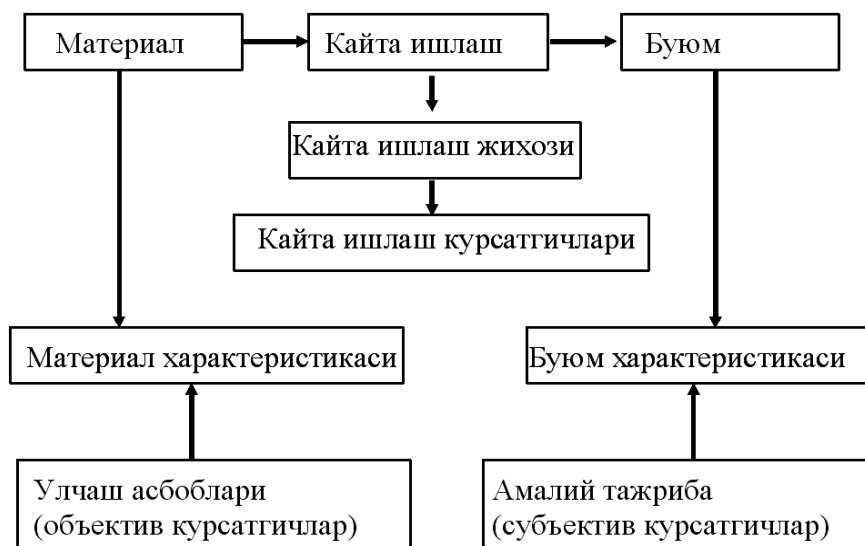 Материал
Кайта ишлаш
Буюм
Кайта ишлаш жихози
Кайта ишлаш курсатгичлари
Материал характеристикаси
Буюм характеристикаси
Улчаш асбоблари
(объектив курсатгичлар)
Амалий тажриба
(субъектив курсатгичлар)